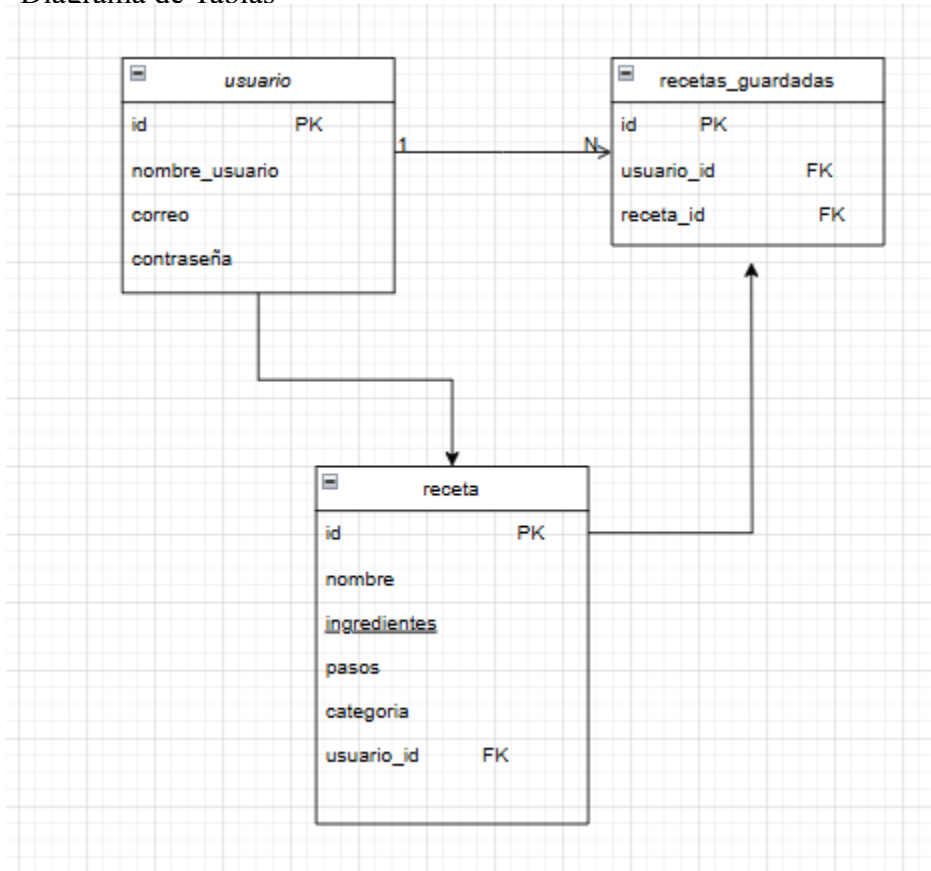 Diagrama de Tablas
usuario
id PK
nombre_usuario
correo
contraseña
1 N
recetas_guardadas
id PK
usuario_id FK
receta_id FK
receta
id PK
nombre
ingredientes
pasos
categoria
usuario_id FK